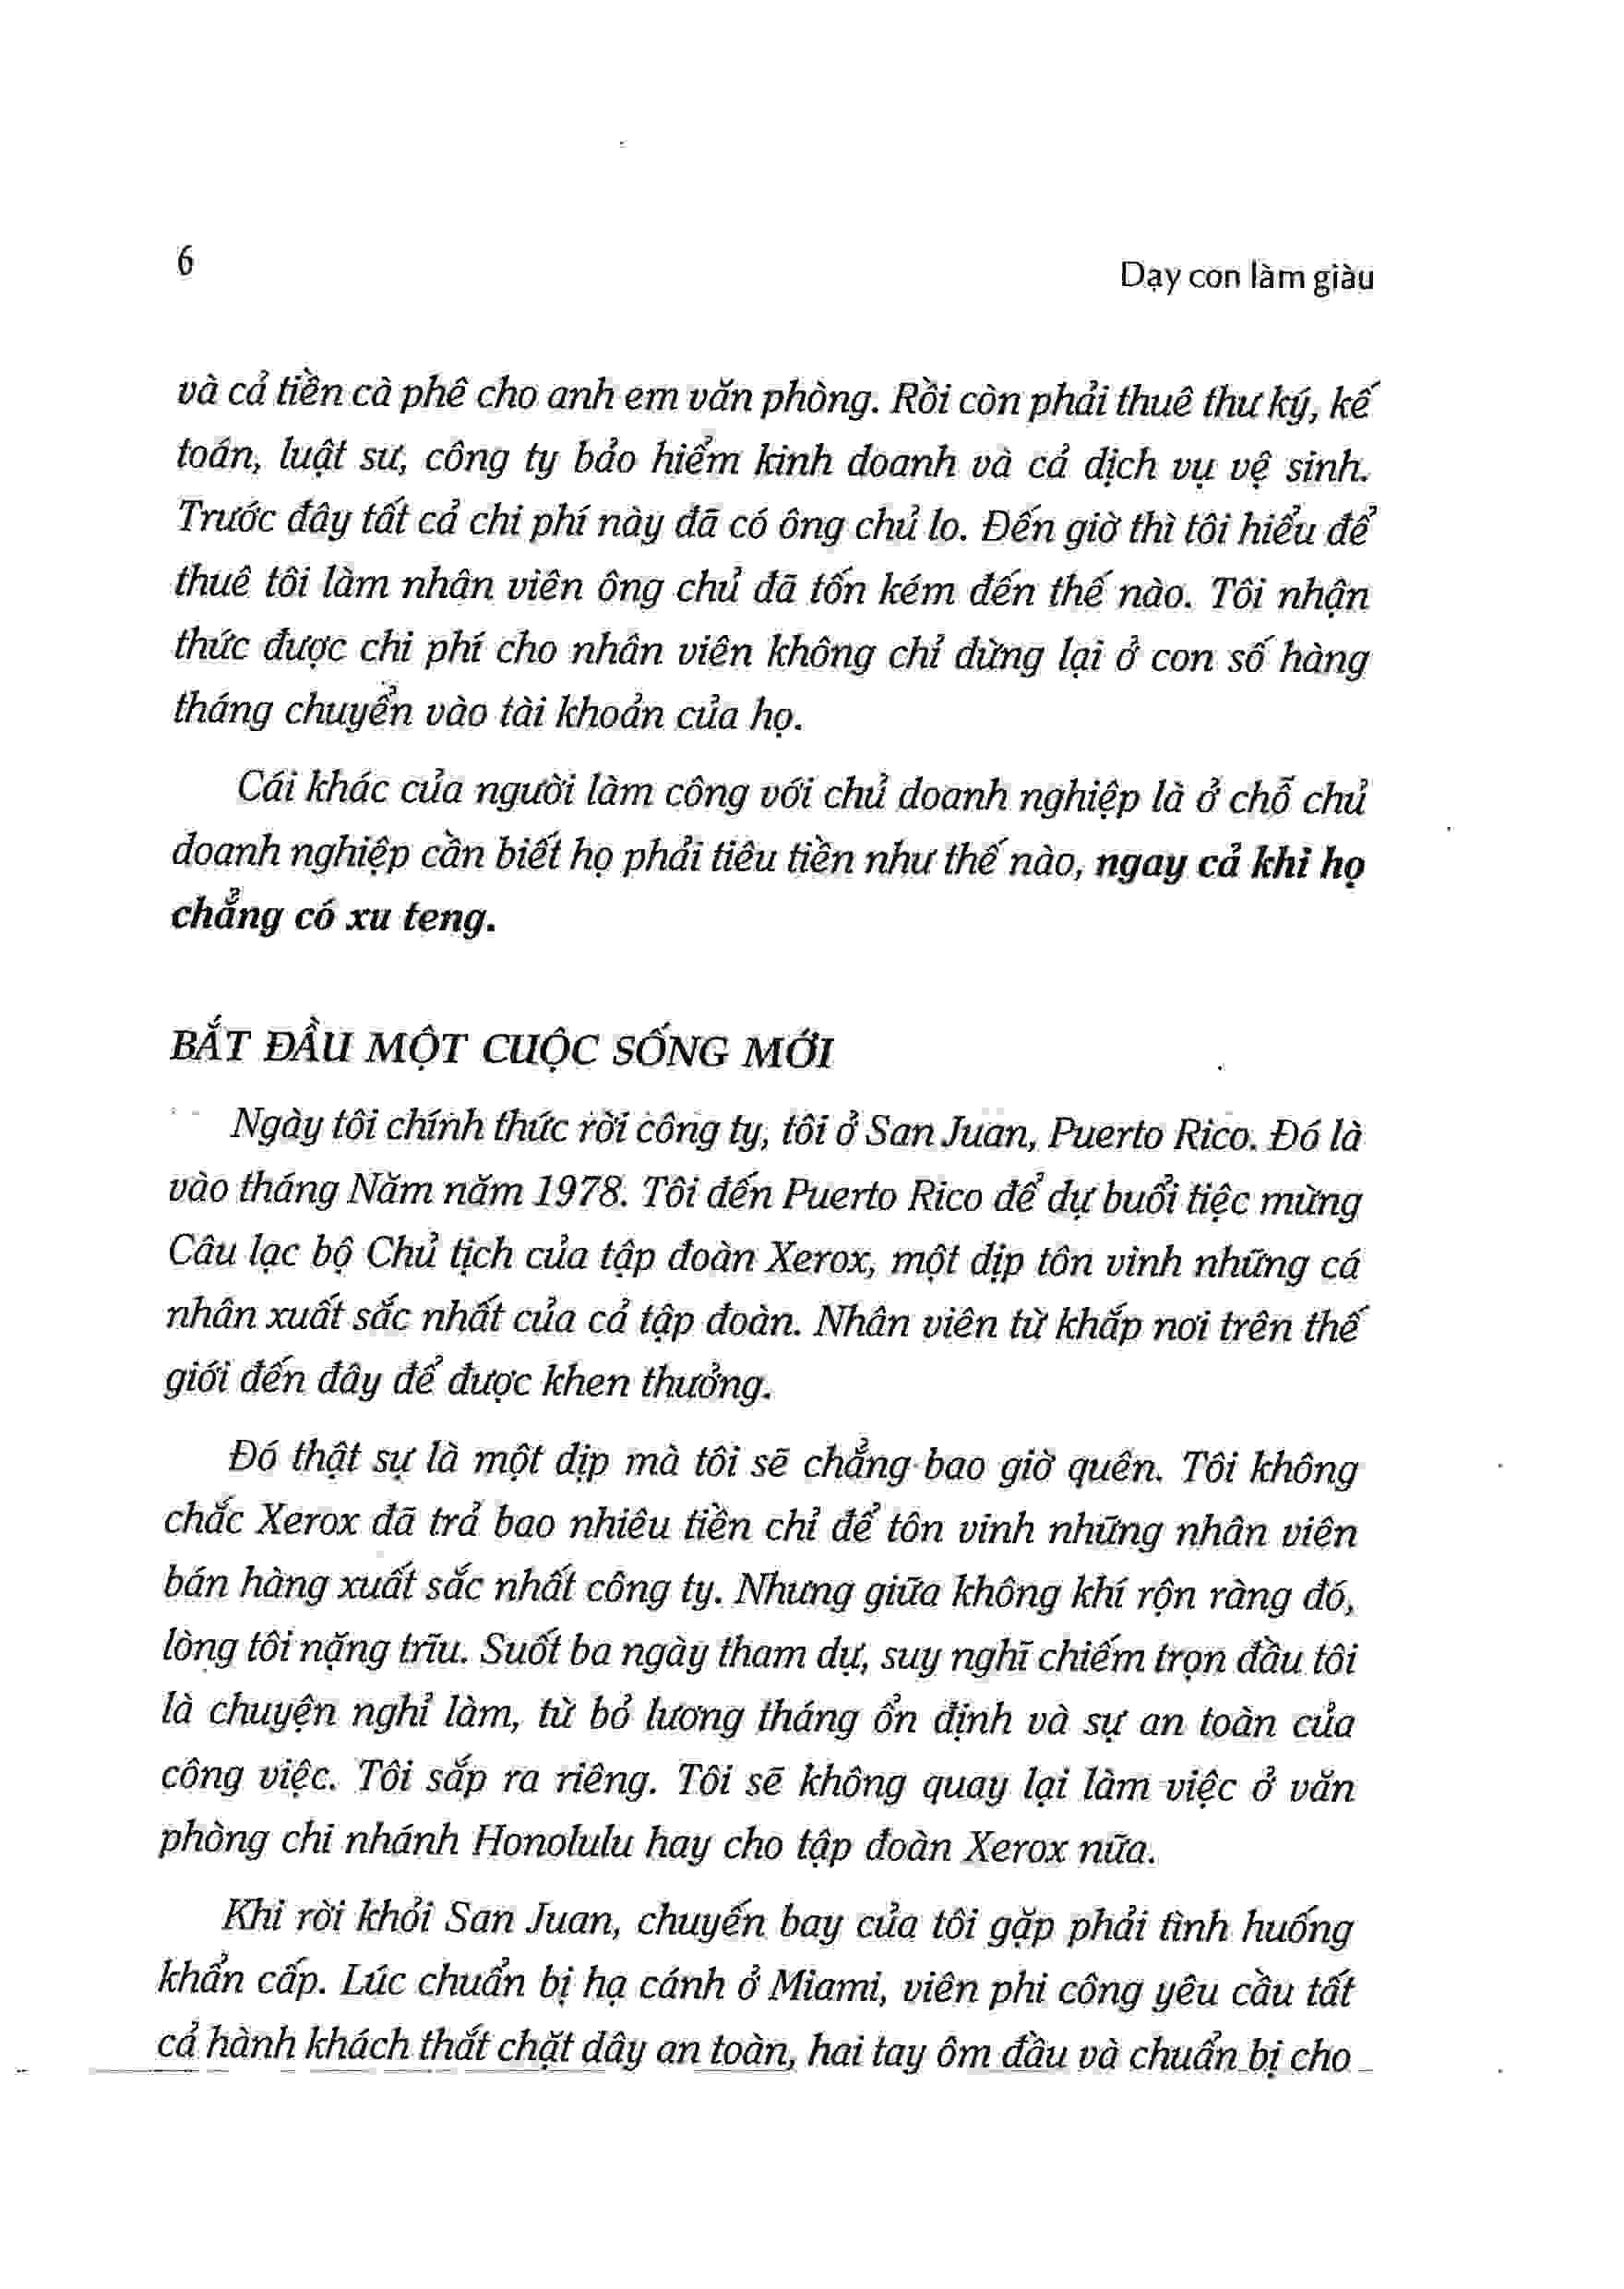 6
Dạy con làm giàu
và cả tiền cà phê cho anh em văn phòng. Rồi còn phải thuê thư ký, kế
toán, luật sư, công ty bảo hiểm kinh doanh và cả dịch vụ vệ sinh.
Trước đây tất cả chi phí này đã có ông chủ lo. Đến giờ thì tôi hiểu để
thuê tôi làm nhân viên ông chủ đã tốn kém đến thế nào. Tôi nhận
thức được chi phí cho nhân viên không chỉ dừng lại ở con số hàng
tháng chuyển vào tài khoản của họ.
Cái khác của người làm công với chủ doanh nghiệp là ở chỗ chủ
doanh nghiệp cần biết họ phải tiêu tiền như thế nào, ngay cả khi họ
chẳng có xu teng.
BẮT ĐẦU MỘT CUỘC SỐNG MỚI
Ngày tôi chính thức rời công ty, tôi ở San Juan, Puerto Rico. Đó là
vào tháng Năm năm 1978. Tôi đến Puerto Rico để dự buổi tiệc mừng
Câu lạc bộ Chủ tịch của tập đoàn Xerox, một dịp tôn vinh những cá
nhân xuất sắc nhất của cả tập đoàn. Nhân viên từ khắp nơi trên thế
giới đến đây để được khen thưởng.
Đó thật sự là một dịp mà tôi sẽ chẳng bao giờ quên. Tôi không
chắc Xerox đã trả bao nhiêu tiền chỉ để tôn vinh những nhân viên
bán hàng xuất sắc nhất công ty. Nhưng giữa không khí rộn ràng đó,
lòng tôi nặng trĩu. Suốt ba ngày tham dự, suy nghĩ chiếm trọn đầu tôi
là chuyện nghỉ làm, từ bỏ lương tháng ổn định và sự an toàn của
công việc. Tôi sắp ra riêng. Tôi sẽ không quay lại làm việc ở văn
phòng chi nhánh Honolulu hay cho tập đoàn Xerox nữa.
Khi rời khỏi San Juan, chuyến bay của tôi gặp phải tình huống
khẩn cấp. Lúc chuẩn bị hạ cánh ở Miami, viên phi công yêu cầu tất
cả hành khách thắt chặt dây an toàn, hai tay ôm đầu và chuẩn bị cho